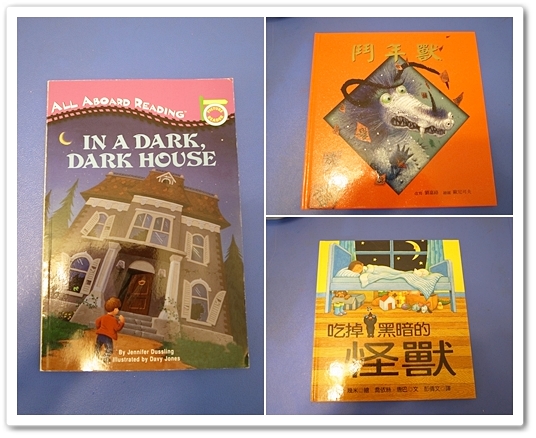 ALL ABOARD READING
IN A DARK,
DARK HOUSE
By Jennifer Dussling
Illustrated by Davy Jones
鬥年獸
吃掉黑暗的
怪獸